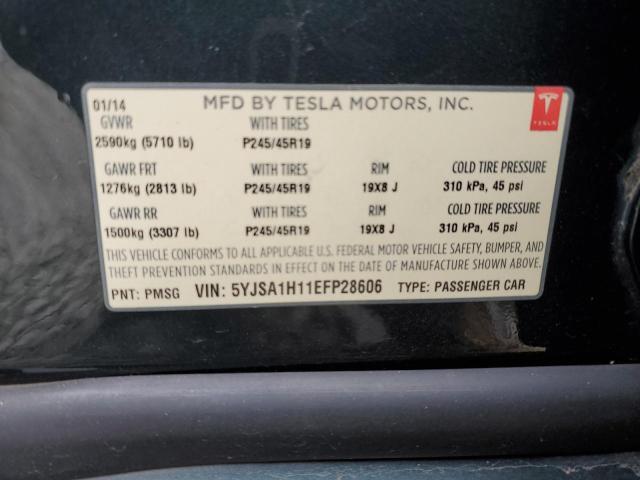 01/14 MFD BY TESLA MOTORS, INC. TESLA
GVWR WITH TIRES
2590kg (5710 lb) P245/45R19
GAWR FRT WITH TIRES RIM COLD TIRE PRESSURE
1276kg (2813 lb) P245/45R19 19X8 J 310 kPa, 45 psi
GAWR RR WITH TIRES RIM COLD TIRE PRESSURE
1500kg (3307 lb) P245/45R19 19X8 J 310 kPa, 45 psi
THIS VEHICLE CONFORMS TO ALL APPLICABLE U.S. FEDERAL MOTOR VEHICLE SAFETY, BUMPER, AND
THEFT PREVENTION STANDARDS IN EFFECT ON THE DATE OF MANUFACTURE SHOWN ABOVE.
PNT: PMSG VIN: 5YJSA1H11EFP28606 TYPE: PASSENGER CAR